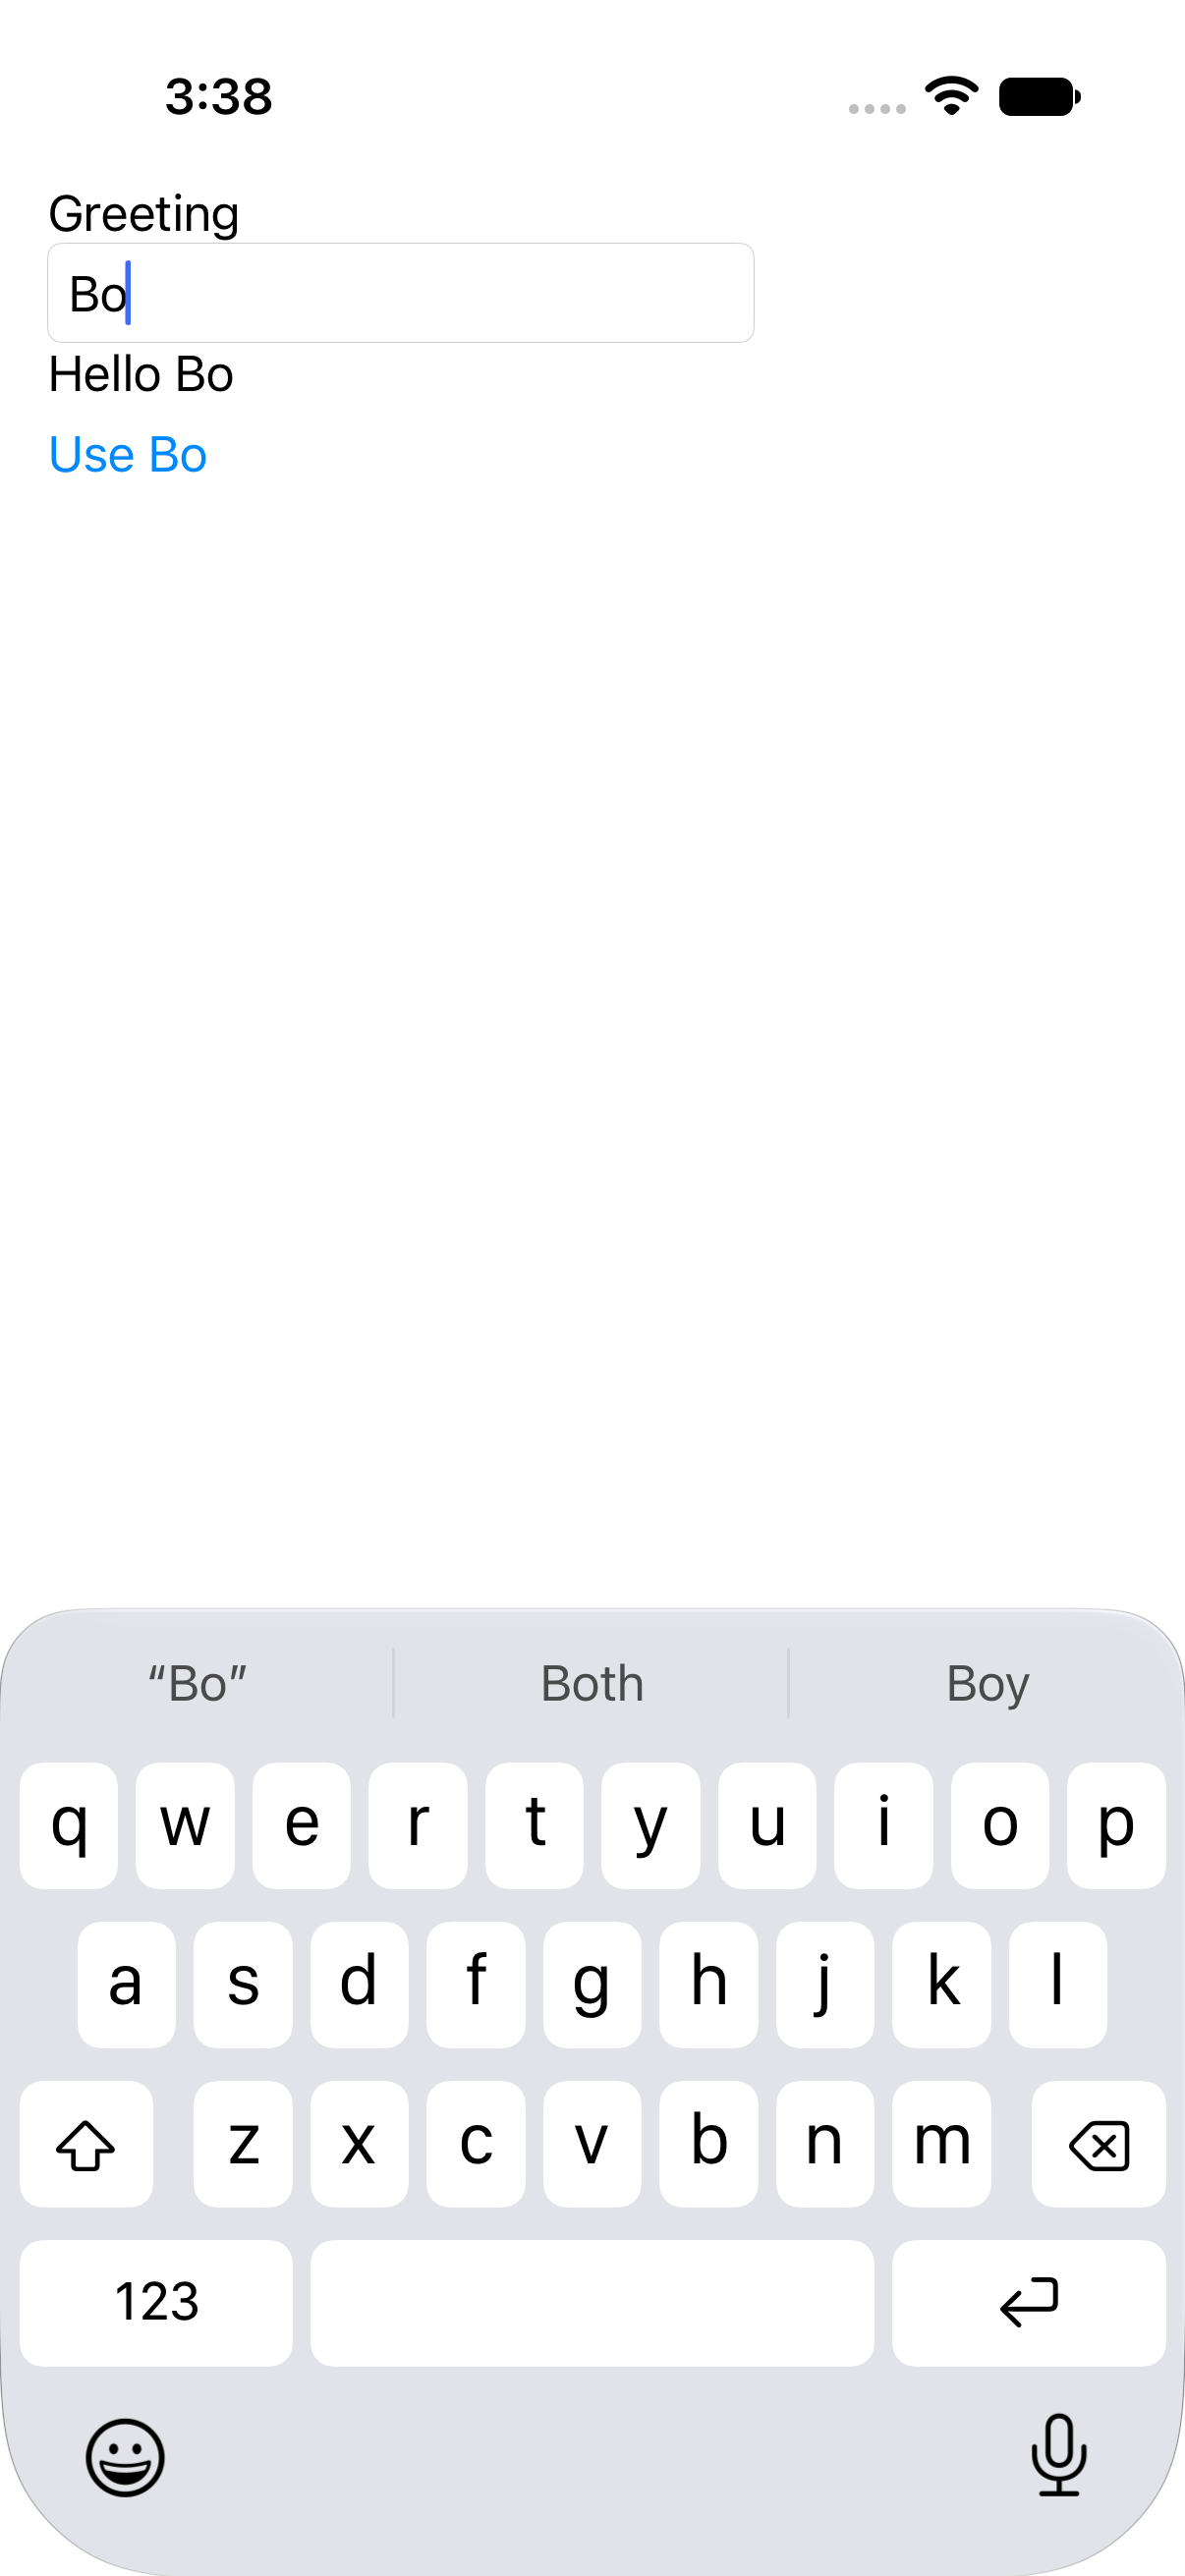 3:38
Greeting
Bo
Hello Bo
Use Bo
“Bo” Both Boy
q w e r t y u i o p
a s d f g h j k l
z x c v b n m
123